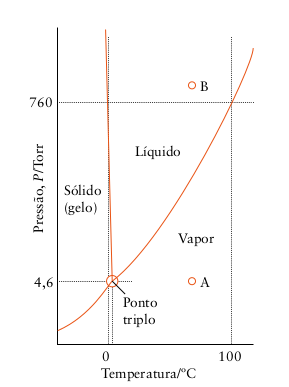 B
760
Líquido
Pressão, P/Torr
Sólido
(gelo)
Vapor
4,6
A
Ponto
triplo
0
100
Temperatura/°C